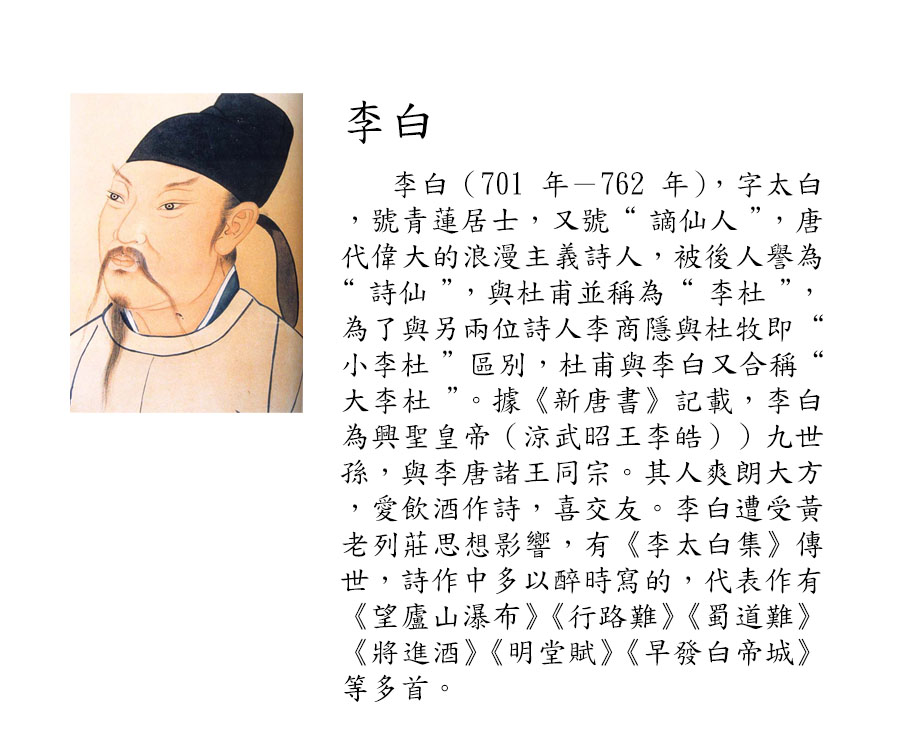 李白
李白（701 年－762 年），字太白
，號青蓮居士，又號“ 謫仙人 ”，唐
代偉大的浪漫主義詩人，被後人譽為
“ 詩仙 ”，與杜甫並稱為 “ 李杜 ”，
為了與另兩位詩人李商隱與杜牧即 “
小李杜 ” 區別，杜甫與李白又合稱 “
大李杜 ”。據《新唐書》記載，李白
為興聖皇帝（涼武昭王李皓））九世
孫，與李唐諸王同宗。其人爽朗大方
，愛飲酒作詩，喜交友。李白遭受黃
老列莊思想影響，有《李太白集》傳
世，詩作中多以醉時寫的，代表作有
《望廬山瀑布》《行路難》《蜀道難》
《將進酒》《明堂賦》《早發白帝城》
等多首。